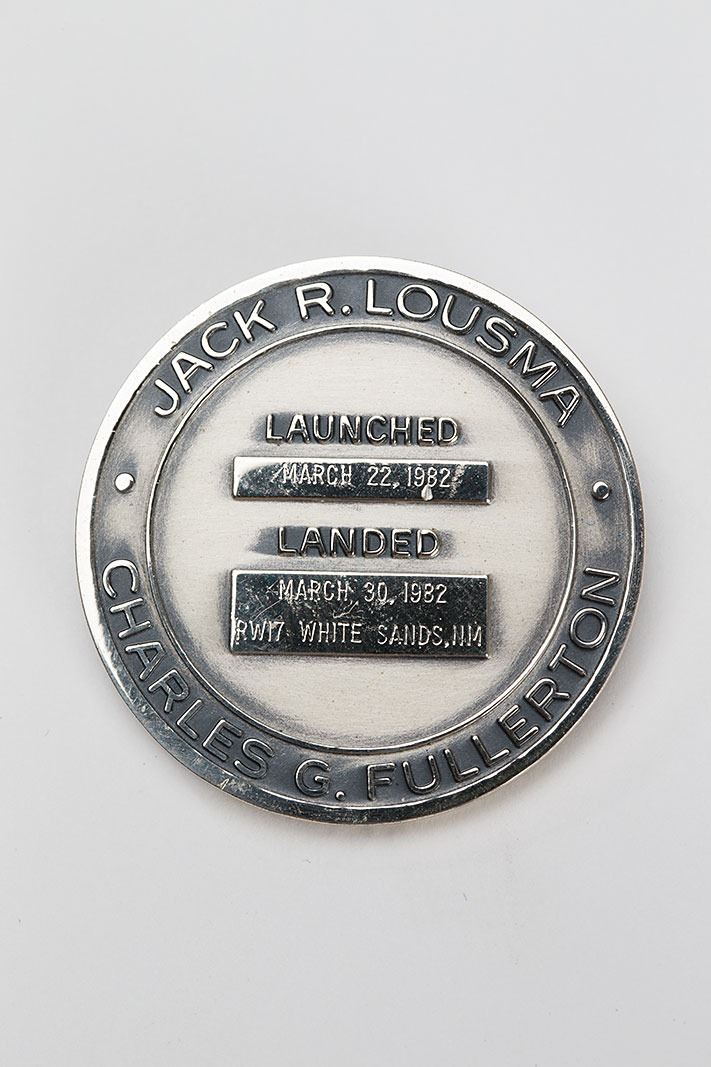 JACK R. LOUSMA
LAUNCHED
MARCH 22, 1982
LANDED
MARCH 30, 1982
RW17 WHITE SANDS, NM
CHARLES G. FULLERTON